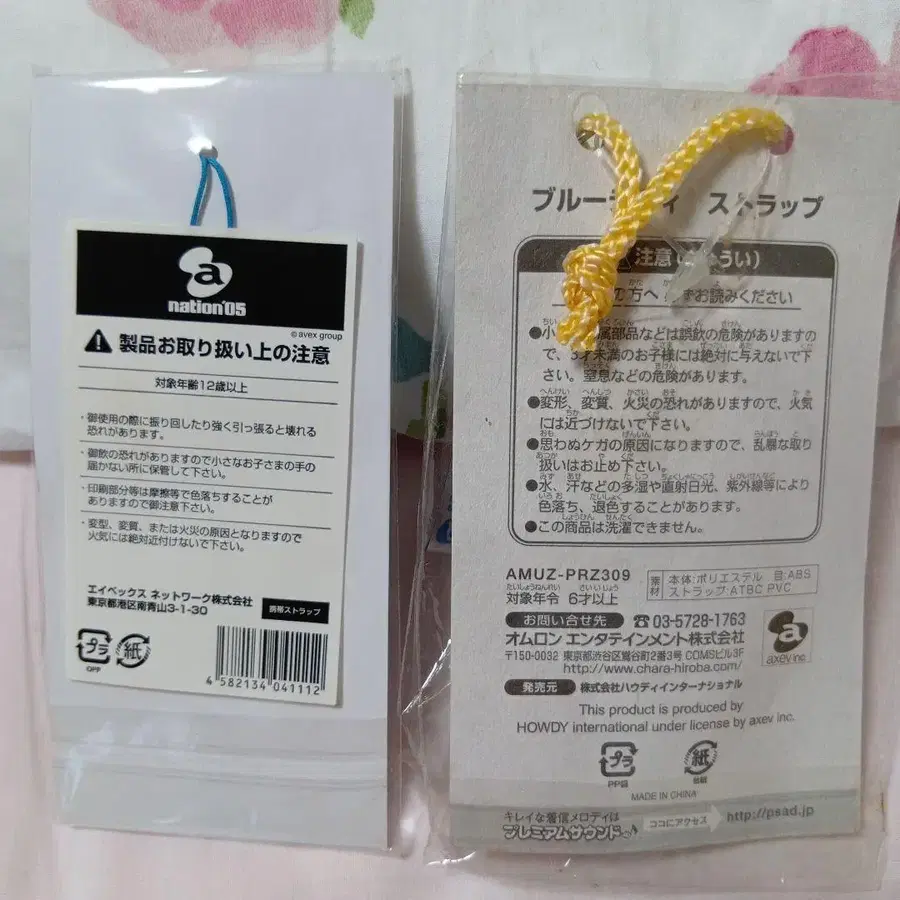 a
nation'05
© avex group
製品お取り扱い上の注意
対象年齢12歳以上
・御使用の際に振り回したり強く引っ張ると壊れる
恐れがあります。
・御飲の恐れがありますので小さなお子さまの手の
届かない所に保管して下さい。
・印刷部分等は摩擦等で色落ちすることが
ありますので御注意下さい。
・変型、変質、または火災の原因となりますので
火気には絶対近付けないで下さい。
エイベックス ネットワーク株式会社
東京都港区南青山3-1-30
携帯ストラップ
プラ
OPP
紙
4 582134 041112
ブルー ィ ストラップ
注意 うい)
の方へ ずお読みください
●小 属部品などは誤飲の危険がありますの
で、3才未満のお子様には絶対に与えないで下
さい。窒息などの危険があります。
●変形、変質、火災の恐れがありますので、火気
には近づけないで下さい。
●思わぬケガの原因になりますので、乱暴な取り
扱いはお止め下さい。
●水、汗などの多湿や直射日光、紫外線等により
色落ち、退色することがあります。
●この商品は洗濯できません。
AMUZ-PRZ309
対象年令 6才以上
素材 本体:ポリエステル 目:ABS
ストラップ:ATBC PVC
お問い合せ先 ☎03-5728-1763
オムロン エンタテインメント株式会社
〒150-0032 東京都渋谷区鶯谷町2番3号 COMSビル3F
http://www.chara-hiroba.com/
a
axev inc.
発売元 株式会社ハウディインターナショナル
This product is produced by
HOWDY international under license by axev inc.
プラ
PP袋
紙
台紙
MADE IN CHINA
キレイな着信メロディは
プレミアムサウンド
ココにアクセス
http://psad.jp